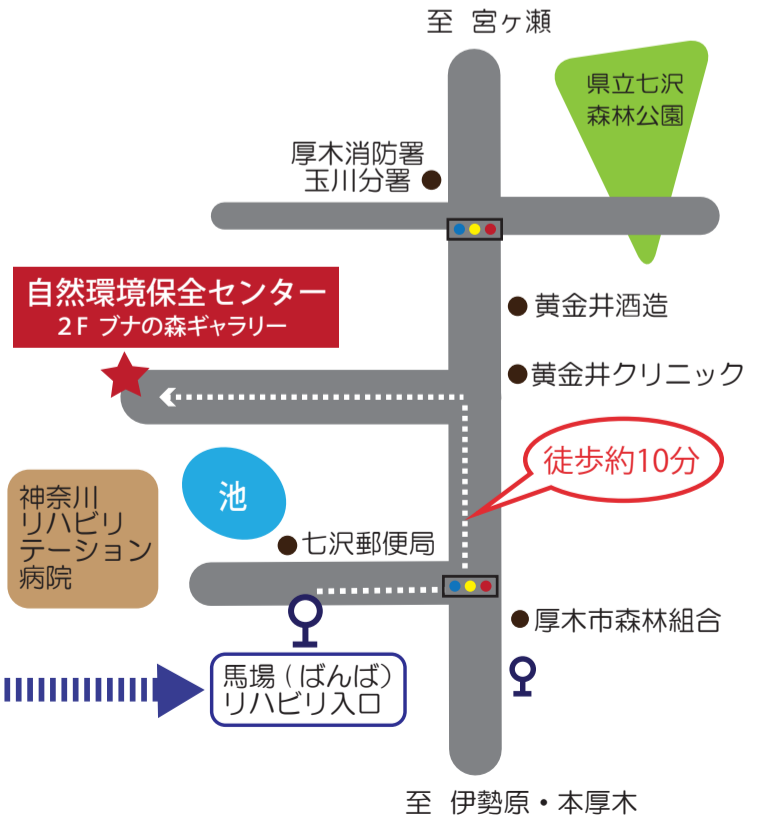 至 宮ヶ瀬
県立七沢
森林公園
厚木消防署
玉川分署
自然環境保全センター
2F ブナの森ギャラリー
黄金井酒造
黄金井クリニック
徒歩約10分
池
神奈川
リハビリ
テーション
病院
七沢郵便局
厚木市森林組合
馬場(ばんば)
リハビリ入口
至 伊勢原・本厚木